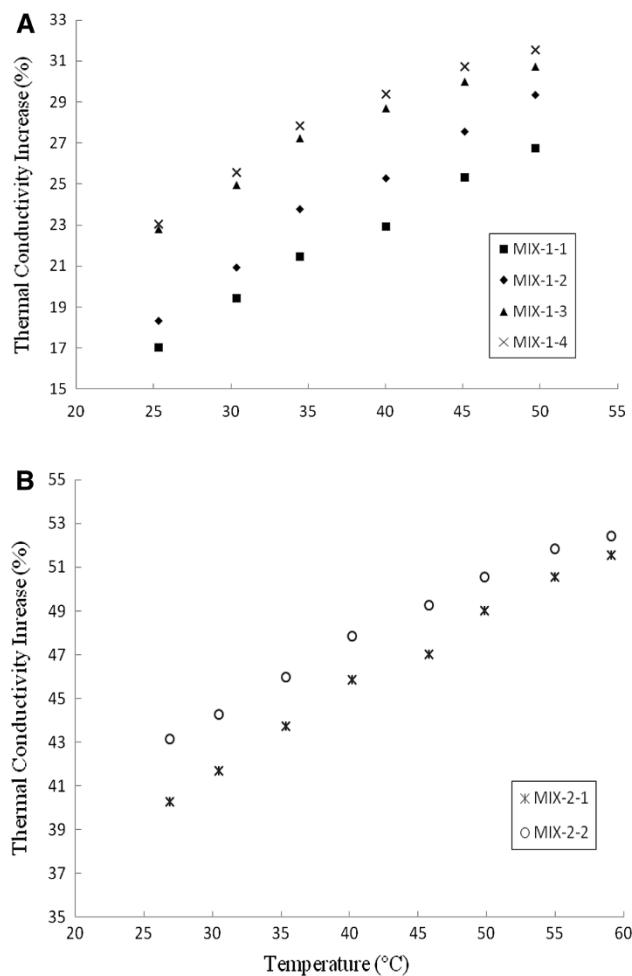 A
33
31
29
27
25
23
21
19
17
15
Thermal Conductivity Increase (%)
MIX-1-1
MIX-1-2
MIX-1-3
MIX-1-4
20 25 30 35 40 45 50 55
B
55
53
51
49
47
45
43
41
39
37
35
Thermal Conductivity Inrease (%)
MIX-2-1
MIX-2-2
20 25 30 35 40 45 50 55 60
Temperature (°C)